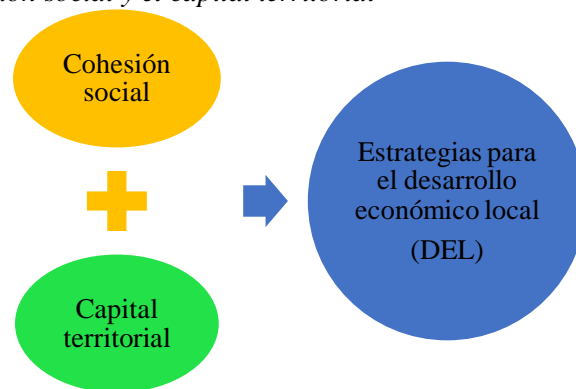 social y el capital territorial
Cohesión
social
Estrategias para
el desarrollo
económico local
(DEL)
Capital
territorial